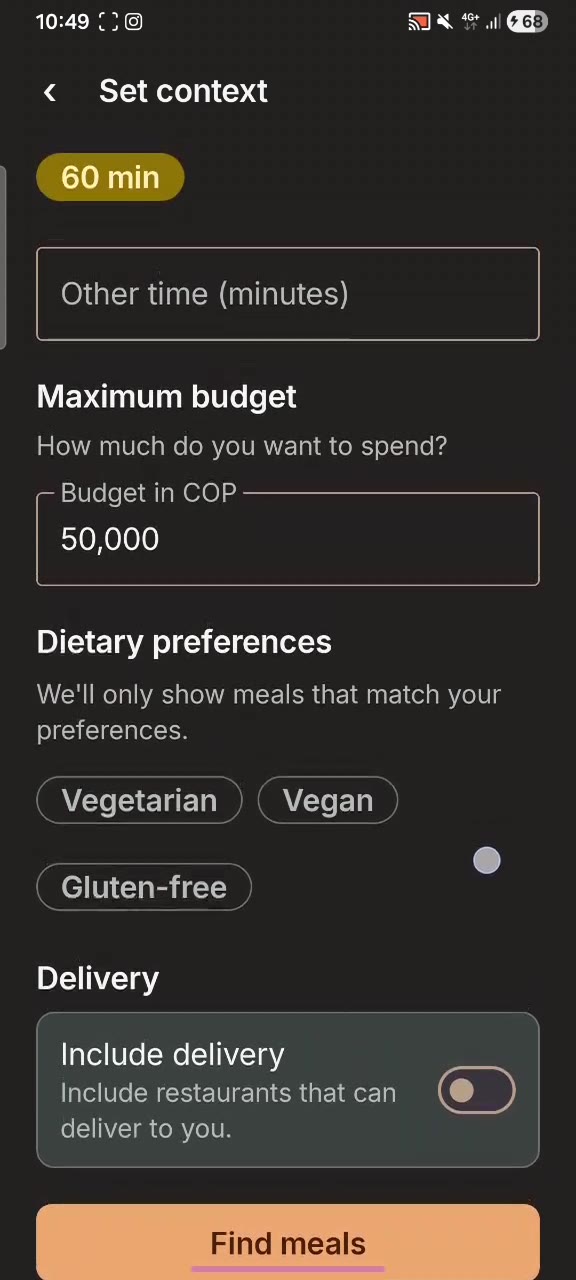 10:49 4G+ 68
Set context
60 min
Other time (minutes)
Maximum budget
How much do you want to spend?
Budget in COP
50,000
Dietary preferences
We'll only show meals that match your
preferences.
Vegetarian Vegan
Gluten-free
Delivery
Include delivery
Include restaurants that can
deliver to you.
Find meals